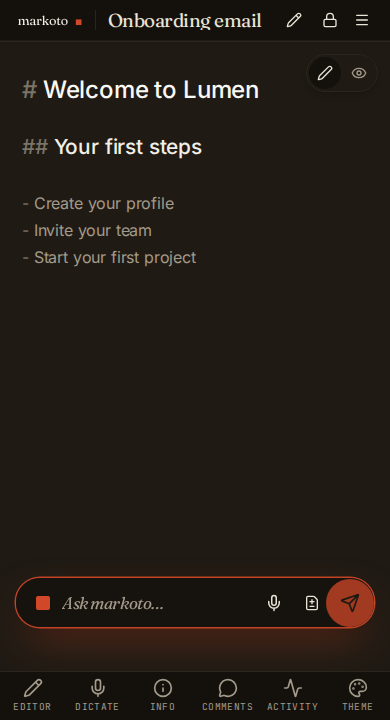 markoto
Onboarding email
# Welcome to Lumen
## Your first steps
- Create your profile
- Invite your team
- Start your first project
Ask markoto...
EDITOR DICTATE INFO COMMENTS ACTIVITY THEME